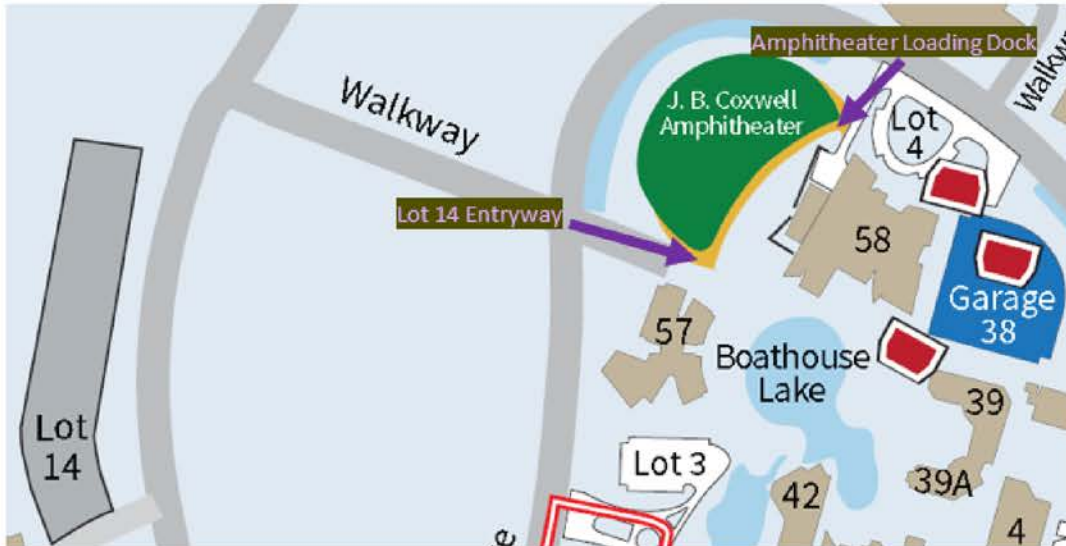 Amphitheater Loading Dock
Walkway
J. B. Coxwell
Amphitheater
Lot
4
Walkway
Lot 14 Entryway
58
Garage
38
57
Boathouse
Lake
39
Lot
14
Lot 3
39A
42
4
e